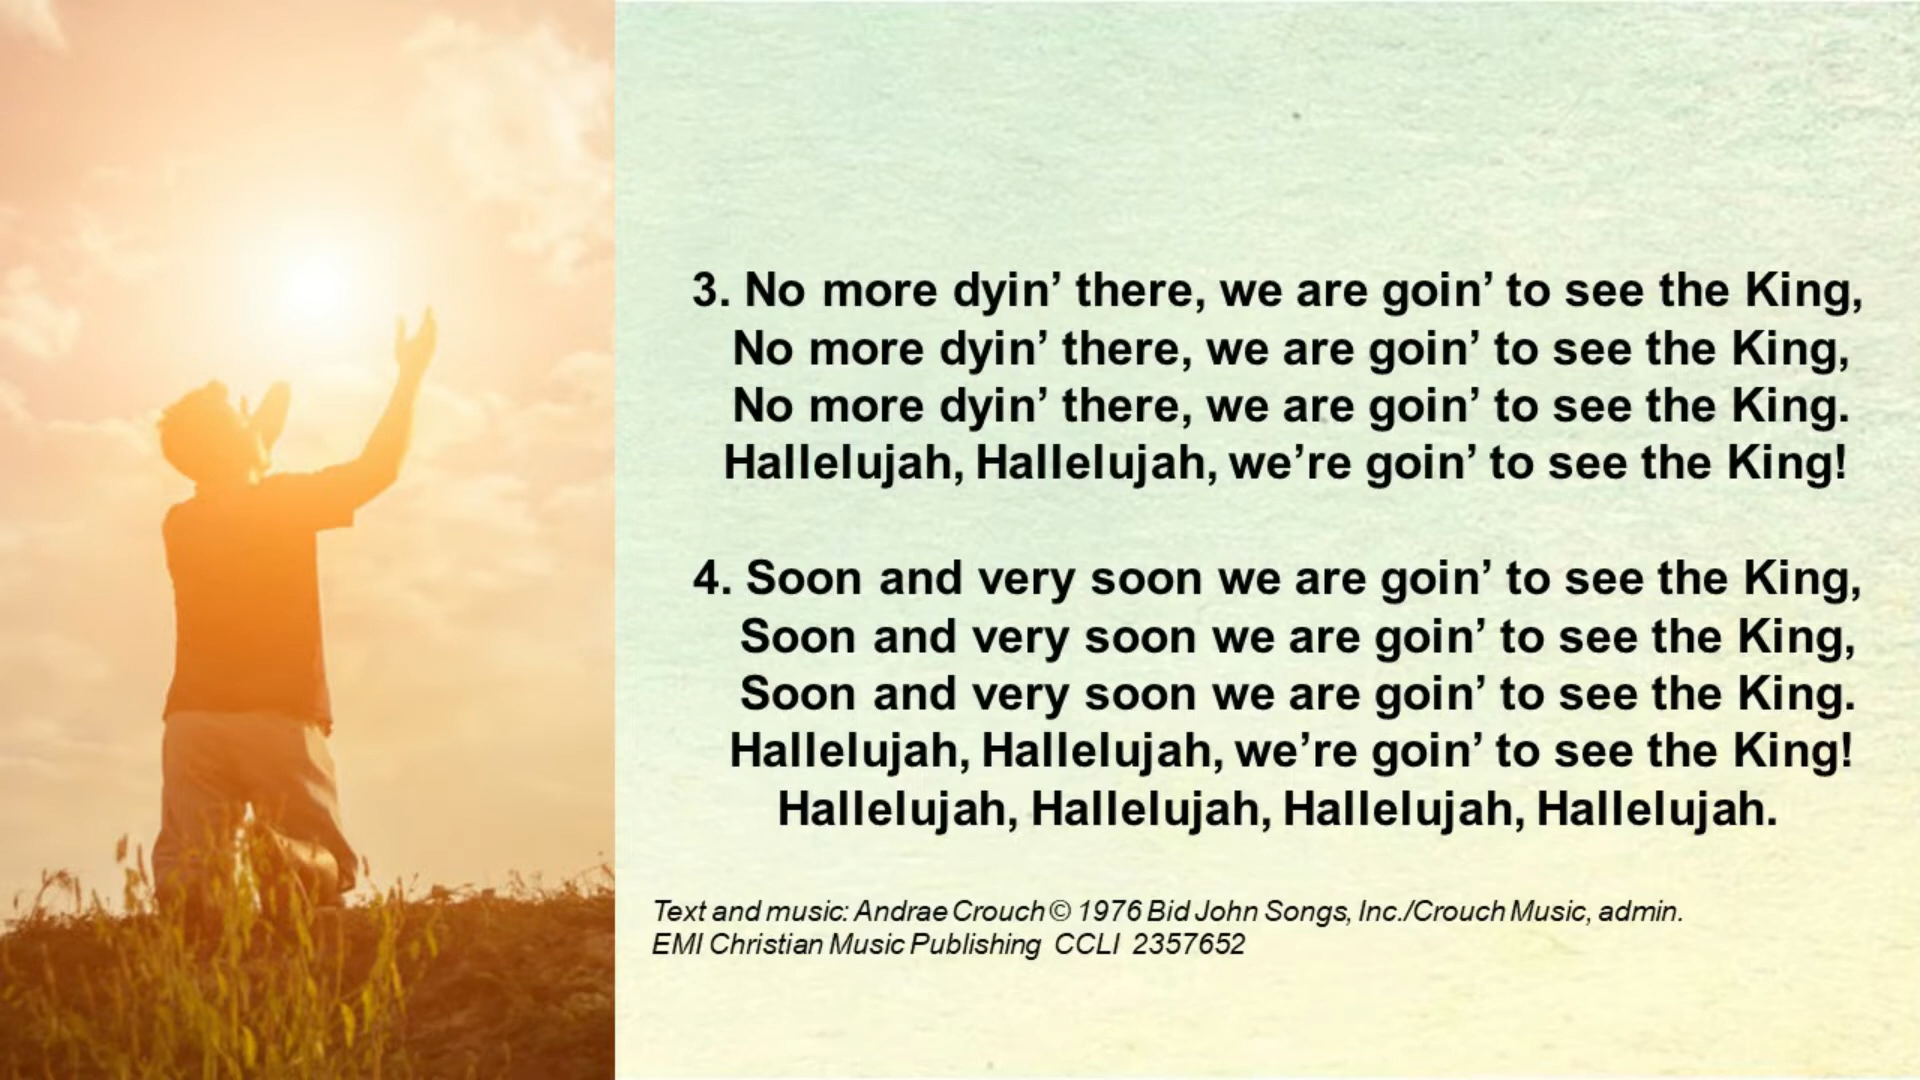 3. No more dyin’ there, we are goin’ to see the King,
No more dyin’ there, we are goin’ to see the King,
No more dyin’ there, we are goin’ to see the King.
Hallelujah, Hallelujah, we’re goin’ to see the King!
4. Soon and very soon we are goin’ to see the King,
Soon and very soon we are goin’ to see the King,
Soon and very soon we are goin’ to see the King.
Hallelujah, Hallelujah, we’re goin’ to see the King!
Hallelujah, Hallelujah, Hallelujah, Hallelujah.
Text and music: Andrae Crouch © 1976 Bid John Songs, Inc./Crouch Music, admin.
EMI Christian Music Publishing CCLI 2357652